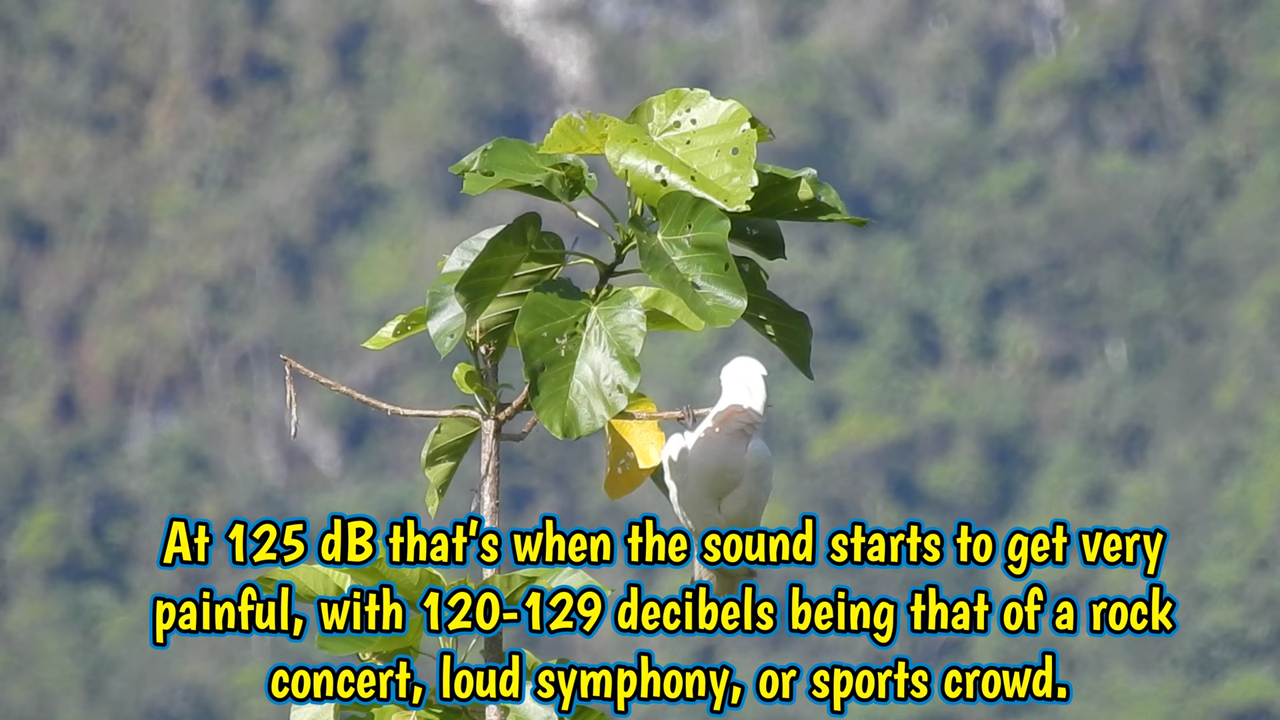 At 125 dB that's when the sound starts to get very
painful, with 120-129 decibels being that of a rock
concert, loud symphony, or sports crowd.